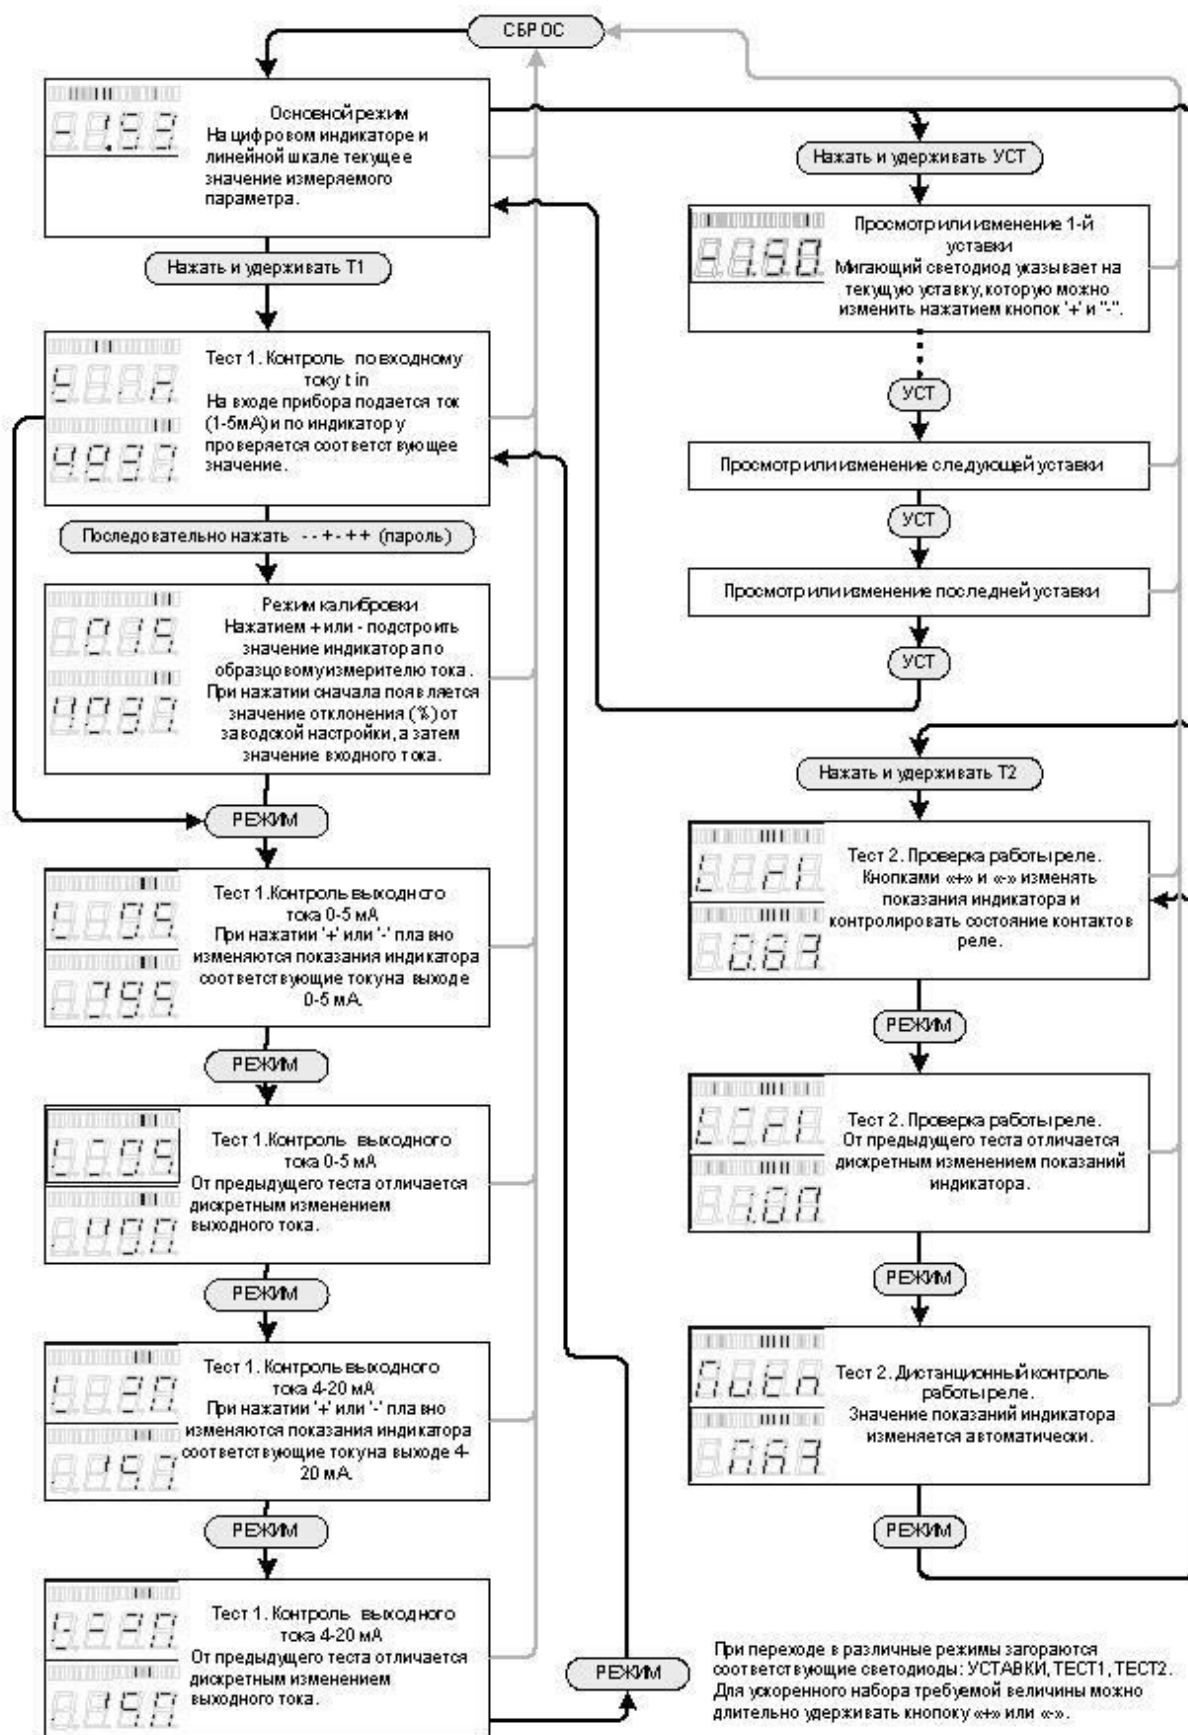 СБРОС
Основной режим
На цифровом индикаторе и
линейной шкале текущее
значение измеряемого
параметра.
Нажать и удерживать Т1
Тест 1. Контроль по входному
току t in
На входе прибора подается ток
(1-5мА) и по индикатору
проверяется соответствующее
значение.
Последовательно нажать - - + - + + (пароль)
Режим калибровки
Нажатием + или - подстроить
значение индикатора по
образцовому измерителю тока.
При нажатии сначала появляется
значение отклонения (%) от
заводской настройки, а затем
значение входного тока.
РЕЖИМ
Тест 1.Контроль выходного
тока 0-5 мА
При нажатии '+' или '-' плавно
изменяются показания индикатора
соответствующие току на выходе
0-5 мА.
РЕЖИМ
Тест 1.Контроль выходного
тока 0-5 мА
От предыдущего теста отличается
дискретным изменением
выходного тока.
РЕЖИМ
Тест 1. Контроль выходного
тока 4-20 мА
При нажатии '+' или '-' плавно
изменяются показания индикатора
соответствующие току на выходе 4-
20 мА.
РЕЖИМ
Тест 1. Контроль выходного
тока 4-20 мА
От предыдущего теста отличается
дискретным изменением
выходного тока.
РЕЖИМ
Нажать и удерживать УСТ
Просмотр или изменение 1-й
уставки
Мигающий светодиод указывает на
текущую уставку, которую можно
изменить нажатием кнопок '+' и "-".
УСТ
Просмотр или изменение следующей уставки
УСТ
Просмотр или изменение последней уставки
УСТ
Нажать и удерживать Т2
Тест 2. Проверка работы реле.
Кнопками «+» и «-» изменять
показания индикатора и
контролировать состояние контактов
реле.
РЕЖИМ
Тест 2. Проверка работы реле.
От предыдущего теста отличается
дискретным изменением показаний
индикатора.
РЕЖИМ
Тест 2. Дистанционный контроль
работы реле.
Значение показаний индикатора
изменяется автоматически.
РЕЖИМ
При переходе в различные режимы загораются
соответствующие светодиоды: УСТАВКИ, ТЕСТ1, ТЕСТ2.
Для ускоренного набора требуемой величины можно
длительно удерживать кнопоку «+» или «-».